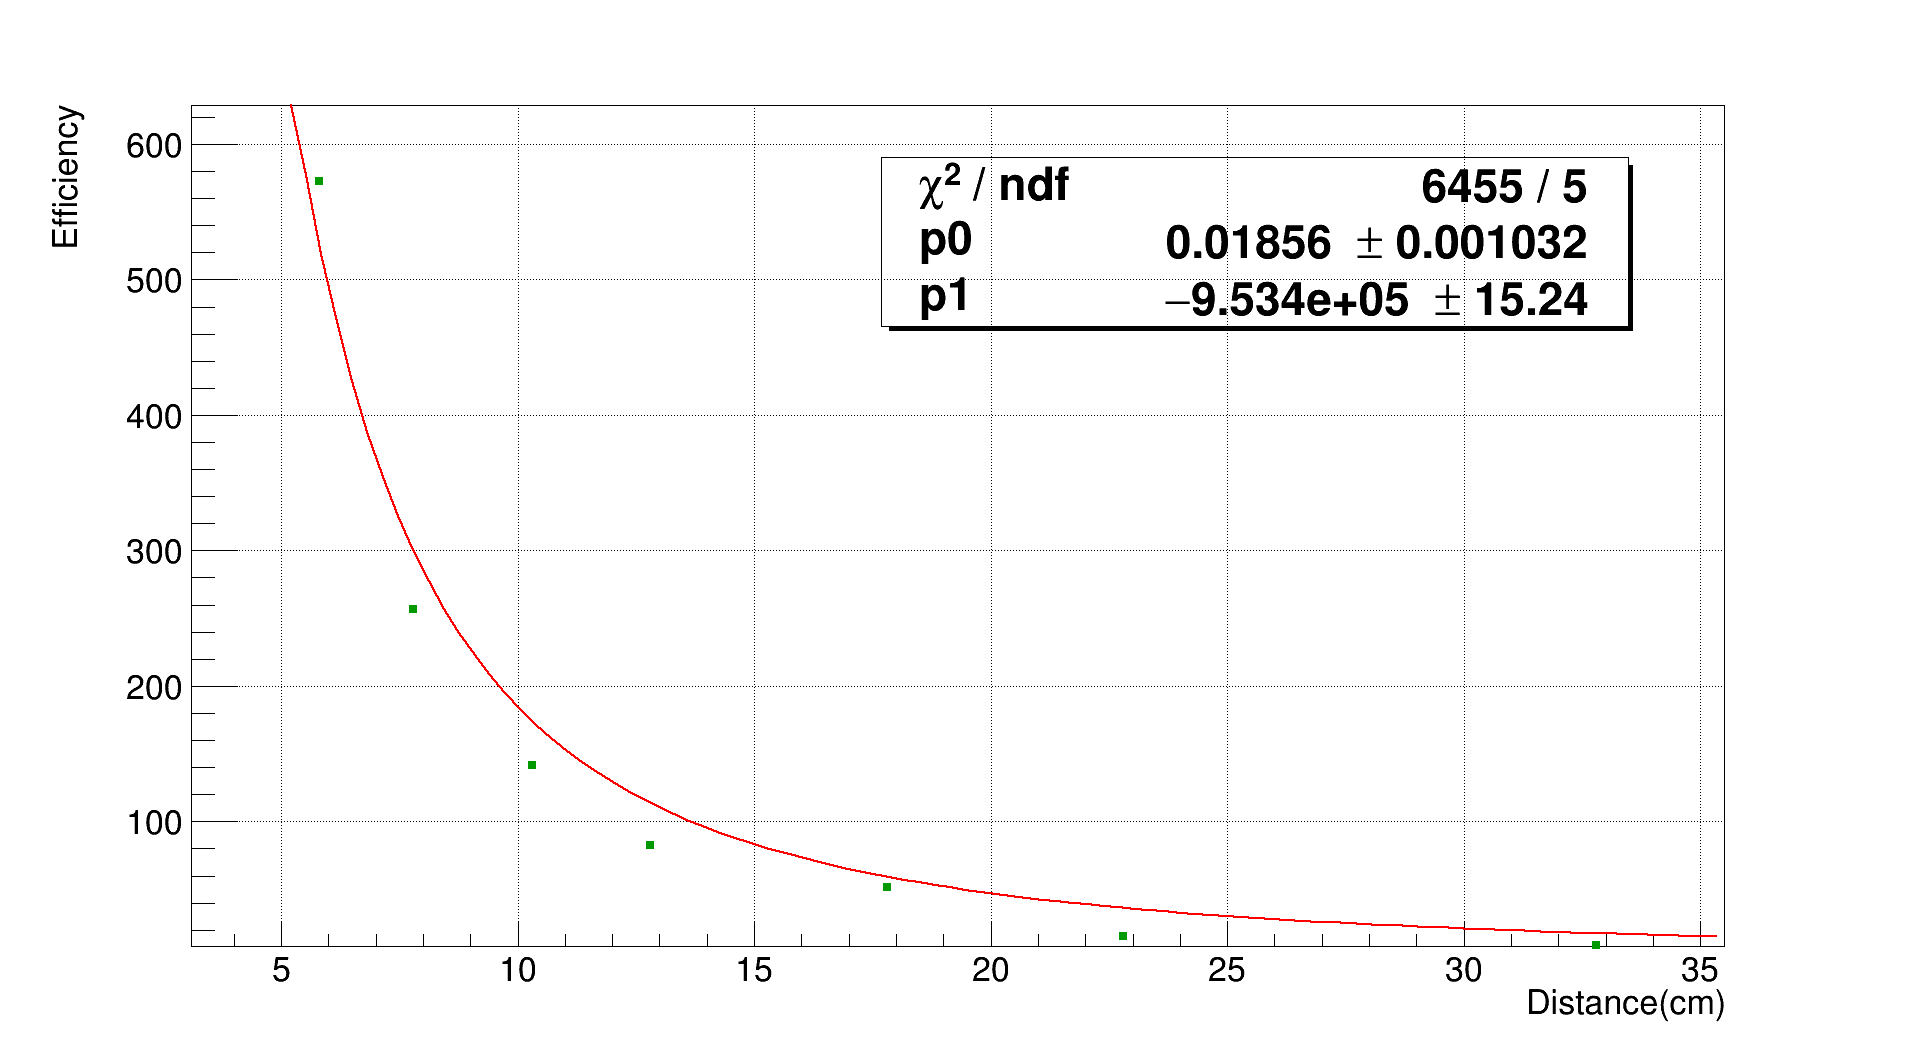 Efficiency
600
500
400
300
200
100
χ² / ndf 6455 / 5
p0 0.01856 ± 0.001032
p1 −9.534e+05 ± 15.24
5 10 15 20 25 30 35
Distance(cm)